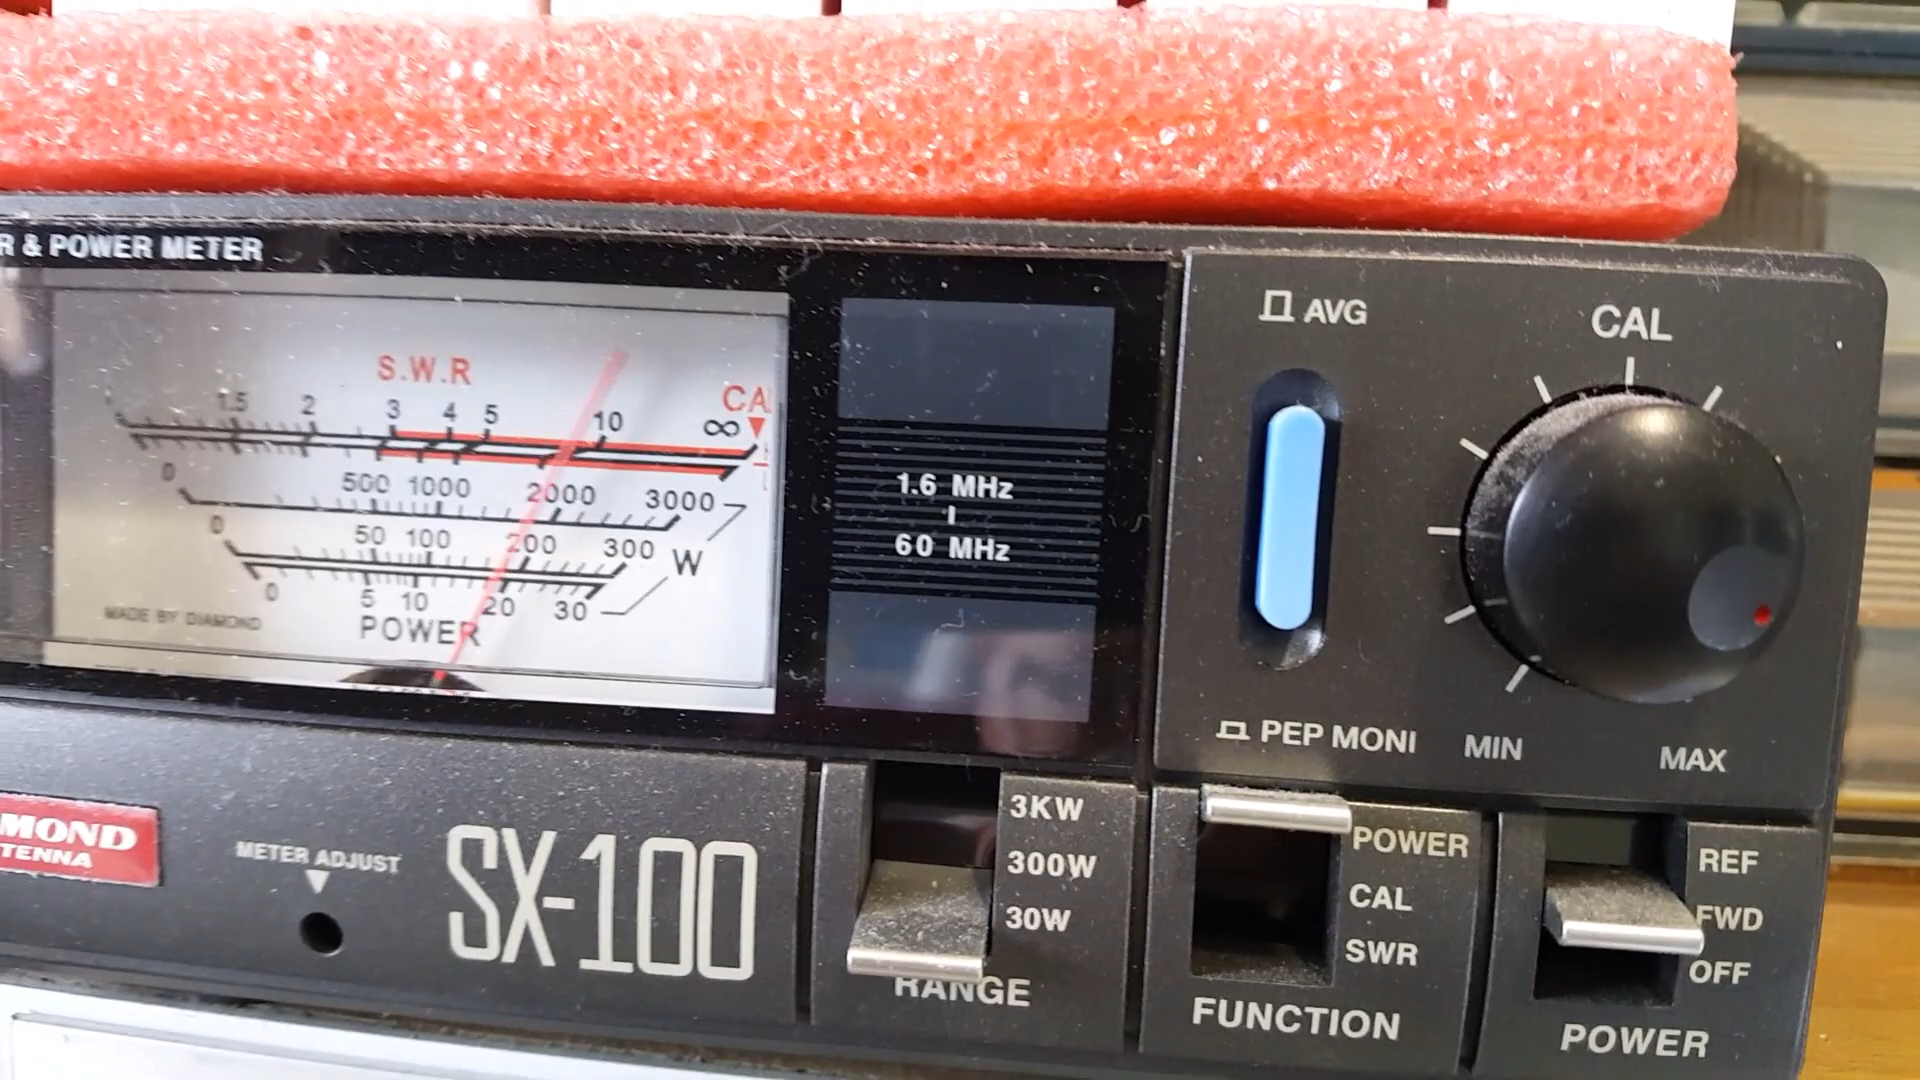 R & POWER METER
S.W.R
CA
1.5 2 3 4 5 10 ∞
0 500 1000 2000 3000
0 50 100 200 300 W
0 5 10 20 30
MADE BY DIAMOND
POWER
1.6 MHz
60 MHz
AVG
PEP MONI
CAL
MIN MAX
MOND
TENNA
METER ADJUST
SX-100
3KW
300W
30W
RANGE
POWER
CAL
SWR
FUNCTION
REF
FWD
OFF
POWER